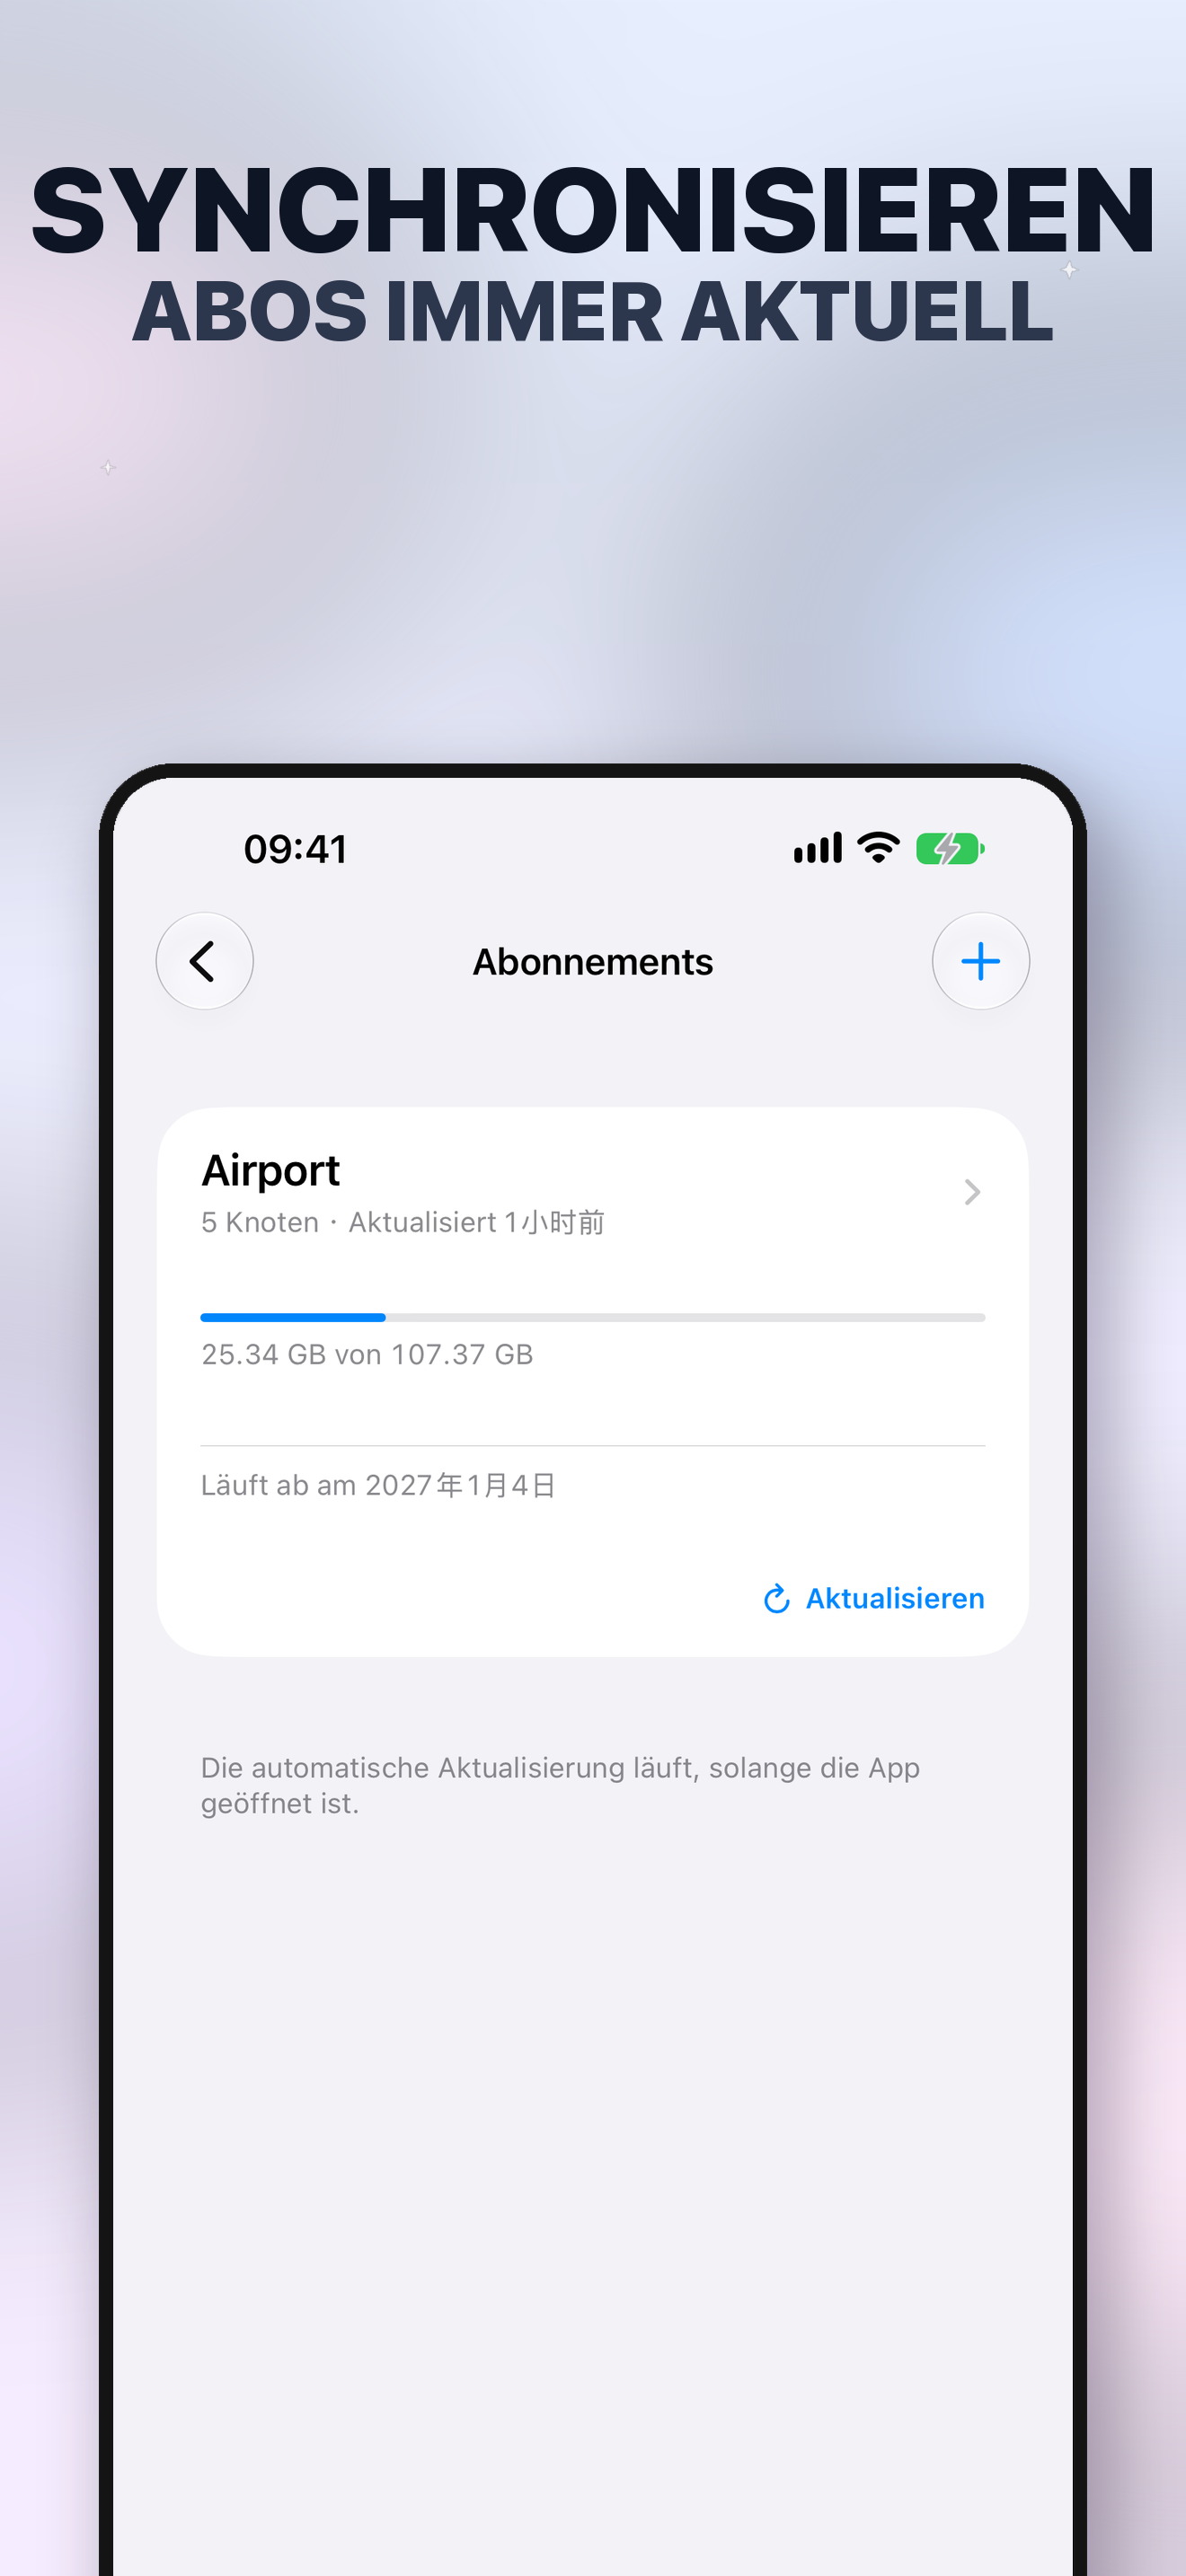 SYNCHRONISIEREN
ABOS IMMER AKTUELL
09:41
Abonnements
Airport
5 Knoten · Aktualisiert 1小时前
25.34 GB von 107.37 GB
Läuft ab am 2027年1月4日
Aktualisieren
Die automatische Aktualisierung läuft, solange die App
geöffnet ist.